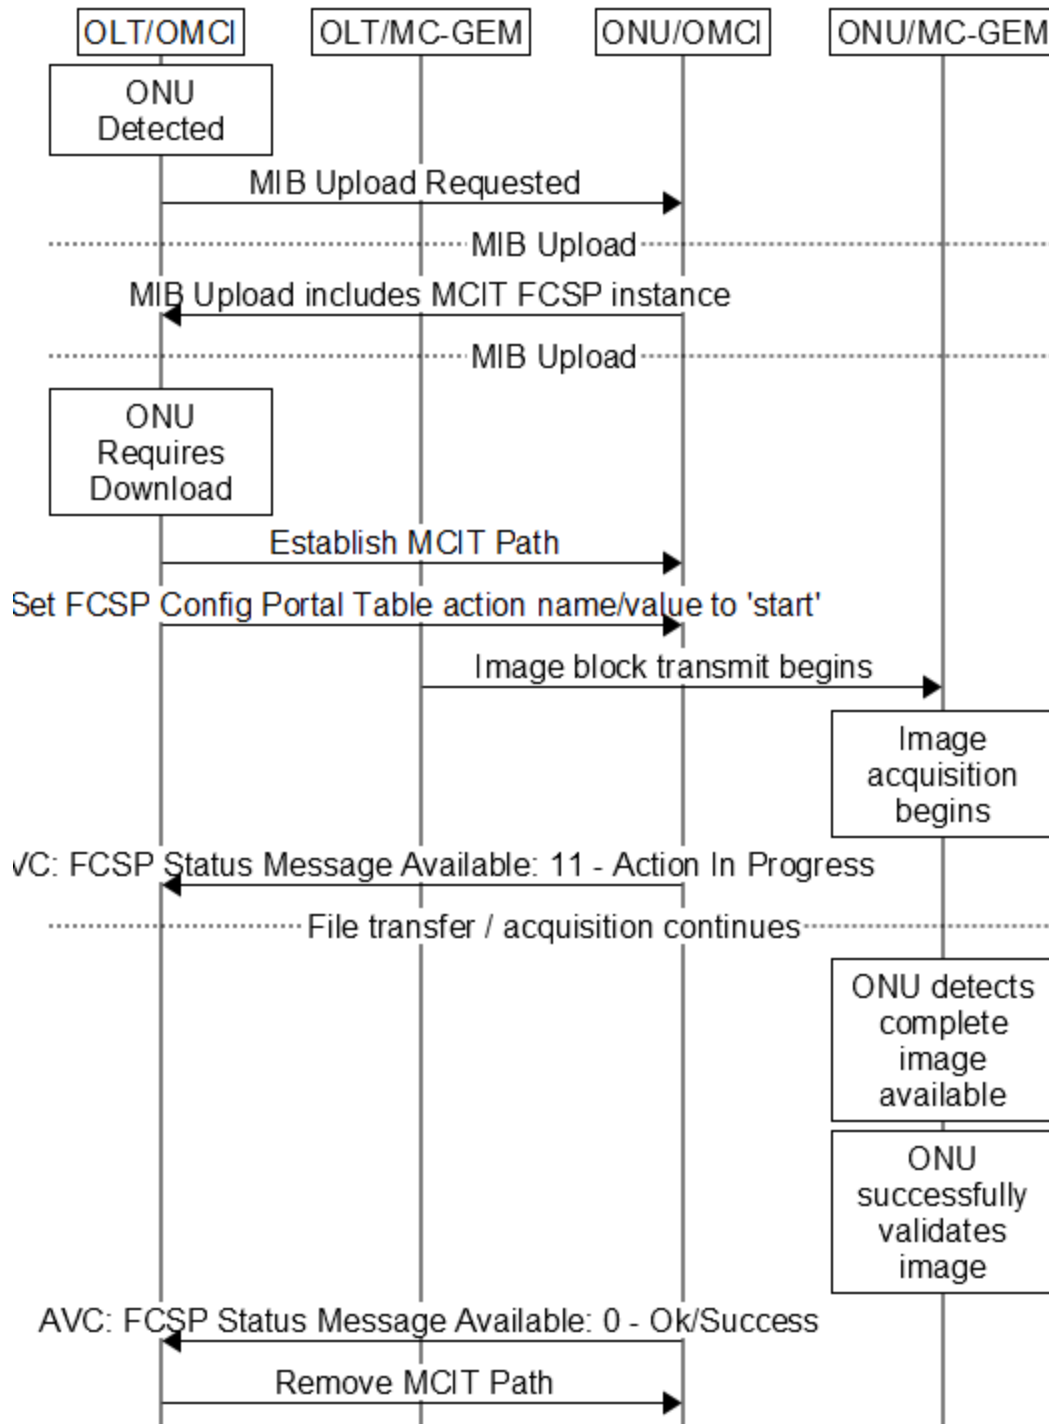 OLT/OMCI OLT/MC-GEM ONU/OMCI ONU/MC-GEM
ONU
Detected
MIB Upload Requested
MIB Upload
MIB Upload includes MCIT FCSP instance
MIB Upload
ONU
Requires
Download
Establish MCIT Path
Set FCSP Config Portal Table action name/value to 'start'
Image block transmit begins
Image
acquisition
begins
VC: FCSP Status Message Available: 11 - Action In Progress
File transfer / acquisition continues
ONU detects
complete
image
available
ONU
successfully
validates
image
AVC: FCSP Status Message Available: 0 - Ok/Success
Remove MCIT Path